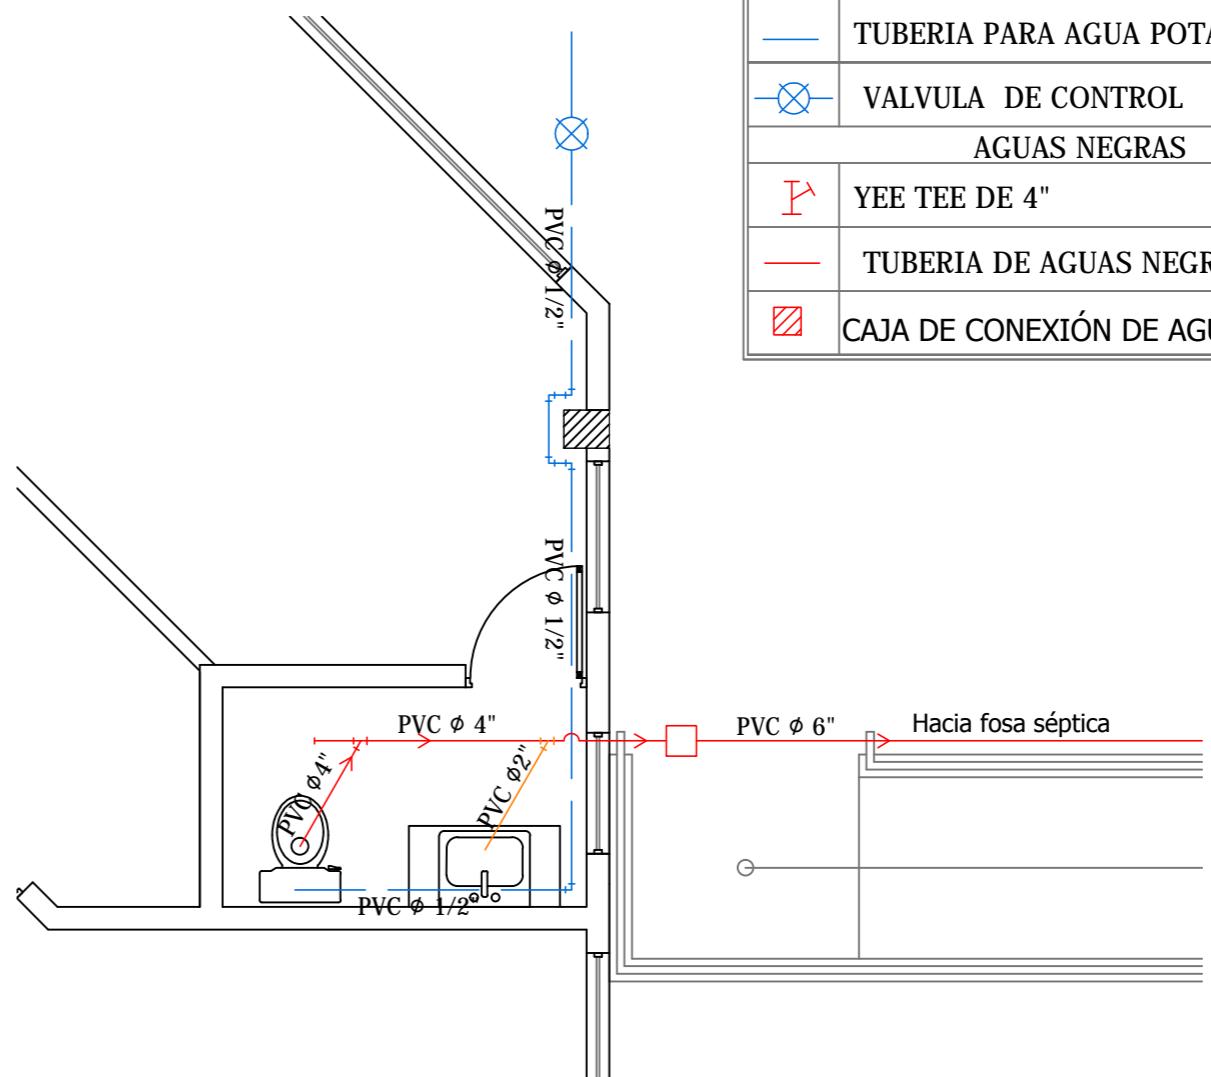 TUBERIA PARA AGUA POTA
VALVULA DE CONTROL
AGUAS NEGRAS
YEE TEE DE 4"
TUBERIA DE AGUAS NEGR
CAJA DE CONEXIÓN DE AGU
PVC ϕ 1/2"
PVC ϕ 1/2"
PVC ϕ 4"
PVC ϕ 6"
Hacia fosa séptica
PVC ϕ4"
PVC ϕ2"
PVC ϕ 1/2"